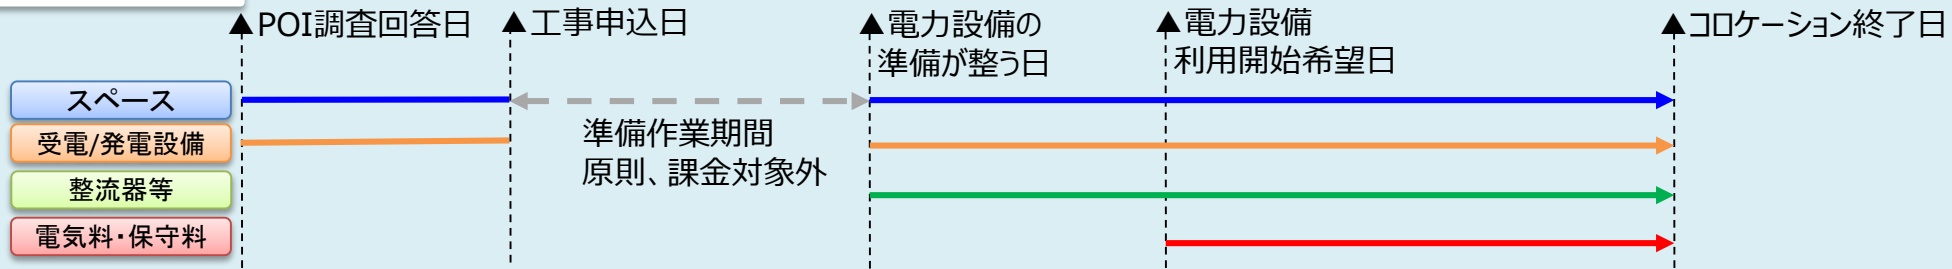 ▲POI調査回答日
▲工事申込日
▲電力設備の
準備が整う日
▲電力設備
利用開始希望日
▲コロケーション終了日
スペース
準備作業期間
原則、課金対象外
受電/発電設備
整流器等
電気料・保守料